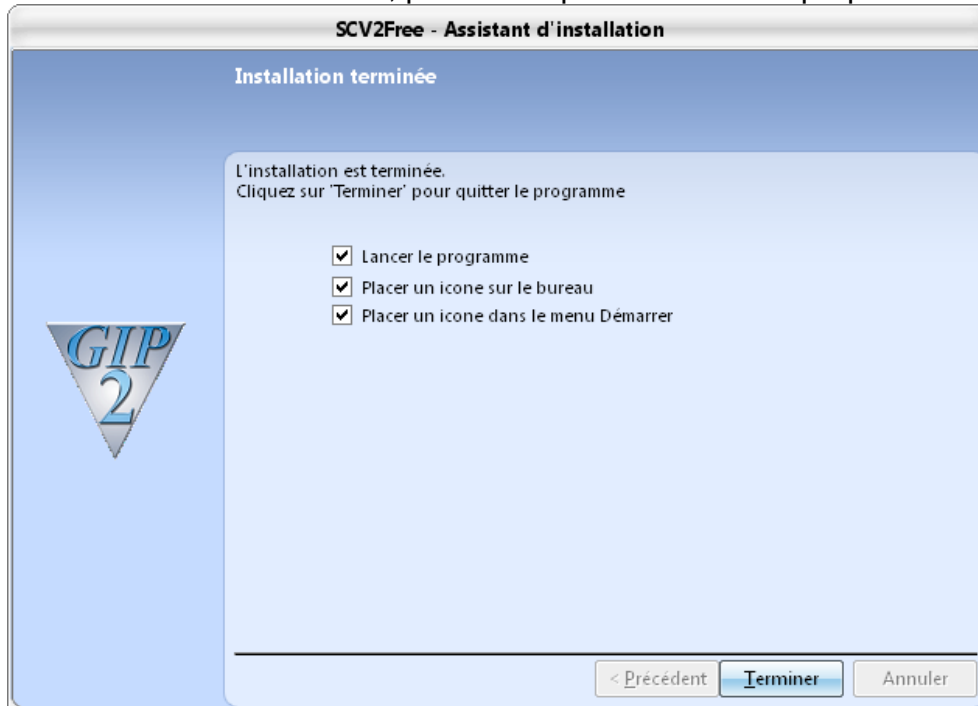 SCV2Free - Assistant d'installation
Installation terminée
L'installation est terminée.
Cliquez sur 'Terminer' pour quitter le programme
Lancer le programme
Placer un icone sur le bureau
Placer un icone dans le menu Démarrer
GIP
2
< Précédent
Terminer
Annuler